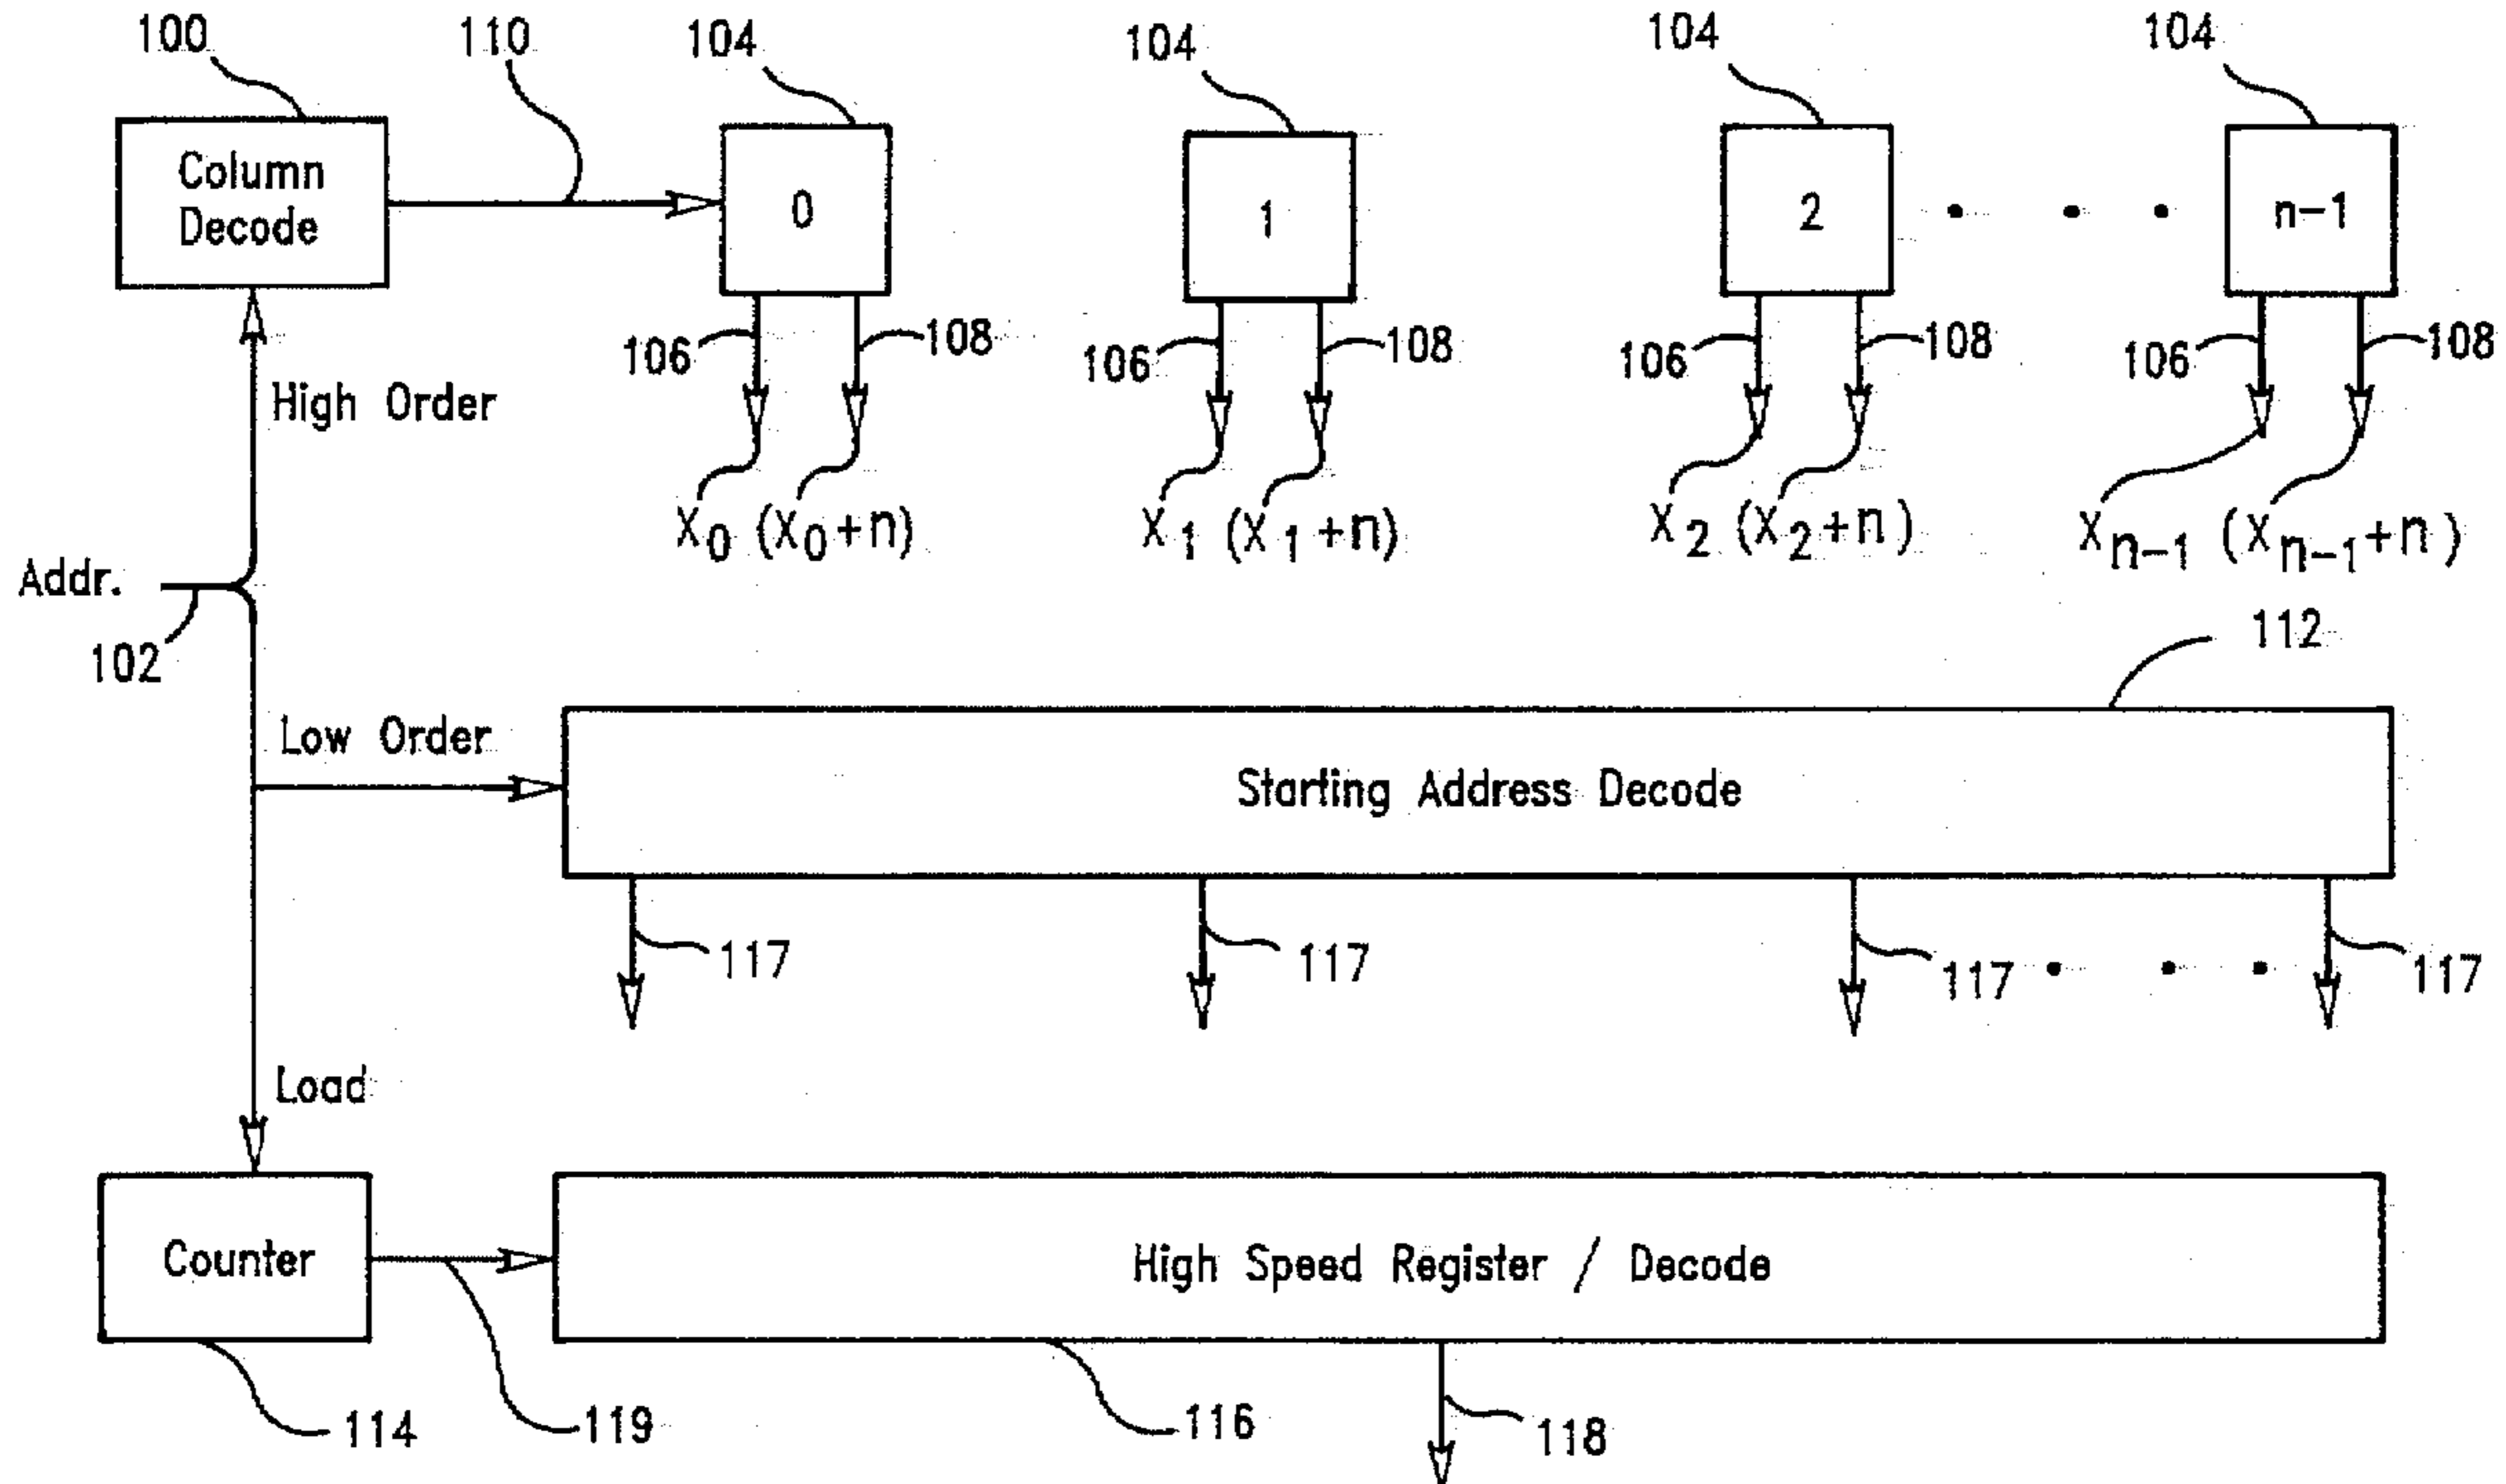 100 110 104 104 104 104
Column
Decode
0 1 2 n-1
106 108 106 108 106 108 106 108
High Order
X0 (X0+n) X1 (X1+n) X2 (X2+n) Xn-1 (Xn-1+n)
Addr.
102
112
Low Order
Starting Address Decode
117 117 117 117
Load
Counter
High Speed Register / Decode
114 119 116 118